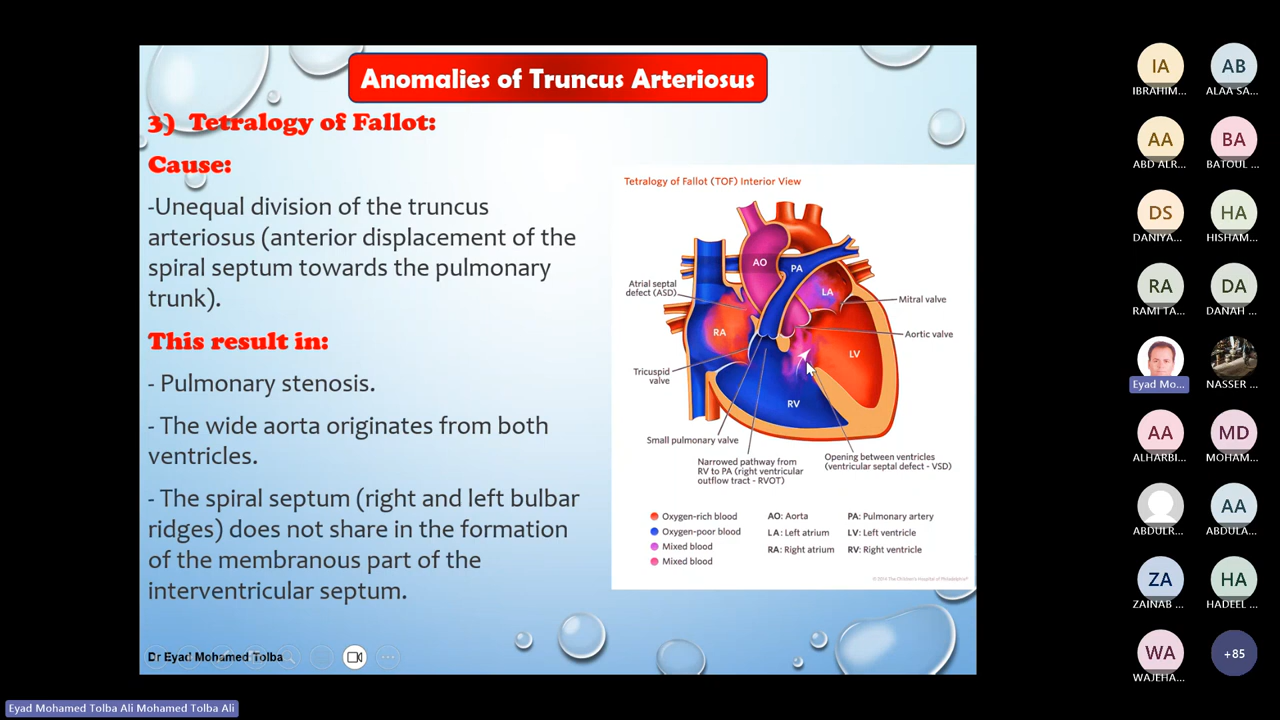 Anomalies of Truncus Arteriosus
3) Tetralogy of Fallot:
Cause:
-Unequal division of the truncus
arteriosus (anterior displacement of the
spiral septum towards the pulmonary
trunk).
This result in:
- Pulmonary stenosis.
- The wide aorta originates from both
ventricles.
- The spiral septum (right and left bulbar
ridges) does not share in the formation
of the membranous part of the
interventricular septum.
Dr Eyad Mohamed Tolba
Tetralogy of Fallot (TOF) Interior View
AO
PA
LA
RA
LV
RV
Atrial septal
defect (ASD)
Mitral valve
Aortic valve
Tricuspid
valve
Small pulmonary valve
Narrowed pathway from
RV to PA (right ventricular
outflow tract - RVOT)
Opening between ventricles
(ventricular septal defect - VSD)
Oxygen-rich blood
Oxygen-poor blood
Mixed blood
Mixed blood
AO: Aorta
LA: Left atrium
RA: Right atrium
PA: Pulmonary artery
LV: Left ventricle
RV: Right ventricle
© 2014 The Children's Hospital of Philadelphia
IA
IBRAHIM...
AB
ALAA SA...
AA
ABD ALR...
BA
BATOUL ...
DS
DANIYA...
HA
HISHAM...
RA
RAMI TA...
DA
DANAH ...
Eyad Mo...
NASSER ...
AA
ALHARBI...
MD
MOHAM...
ABDULR...
AA
ABDULA...
ZA
ZAINAB ...
HA
HADEEL ...
WA
WAJEHA...
+85
Eyad Mohamed Tolba Ali Mohamed Tolba Ali